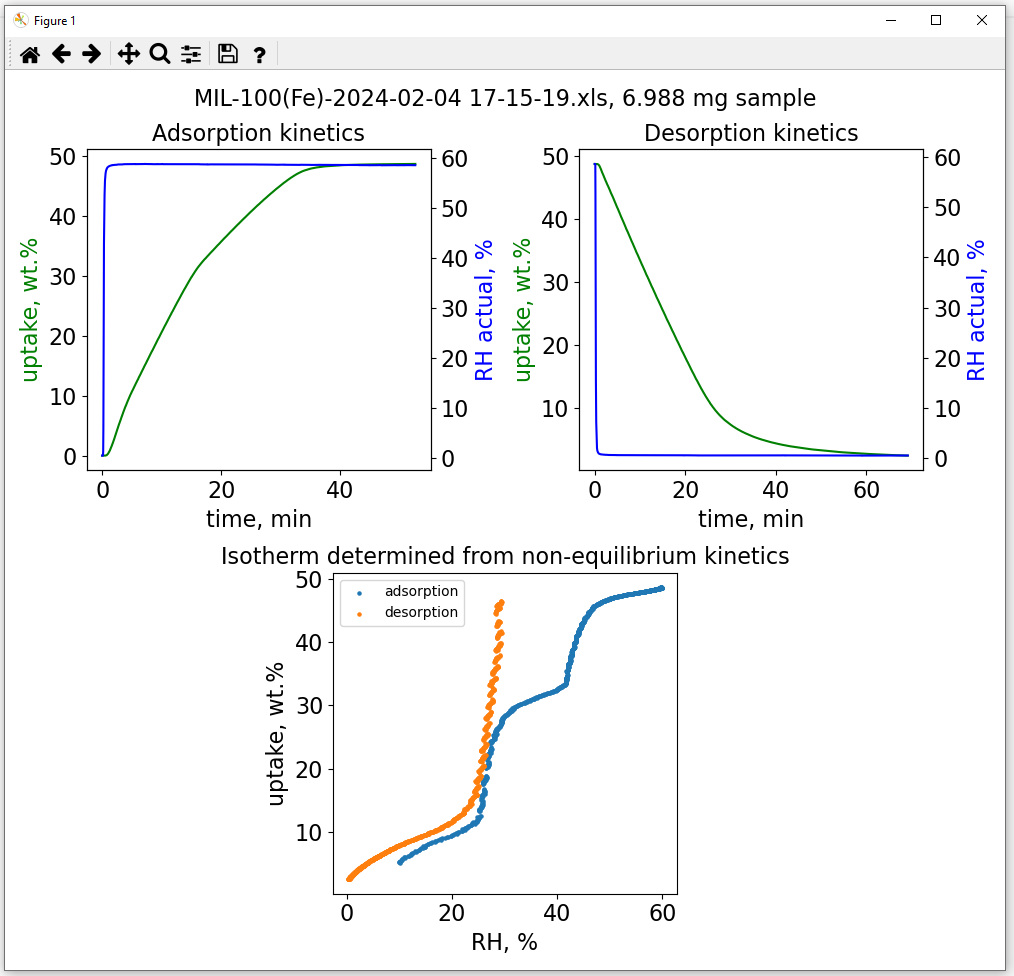 Figure 1
MIL-100(Fe)-2024-02-04 17-15-19.xls, 6.988 mg sample
Adsorption kinetics
50
40
30
20
10
0
uptake, wt.%
60
50
40
30
20
10
0
RH actual, %
0 20 40
time, min
Desorption kinetics
50
40
30
20
10
uptake, wt.%
60
50
40
30
20
10
0
RH actual, %
0 20 40 60
time, min
Isotherm determined from non-equilibrium kinetics
adsorption
desorption
50
40
30
20
10
uptake, wt.%
0 20 40 60
RH, %